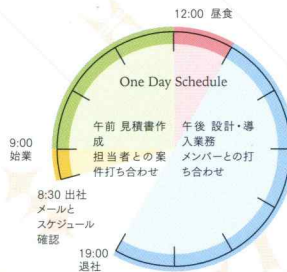 12:00 昼食
One Day Schedule
午前 見積書作
成
担当者との案
件打ち合わせ
午後 設計・導
入業務
メンバーとの打
ち合わせ
9:00
始業
8:30 出社
メールと
スケジュール
確認
19:00
退社